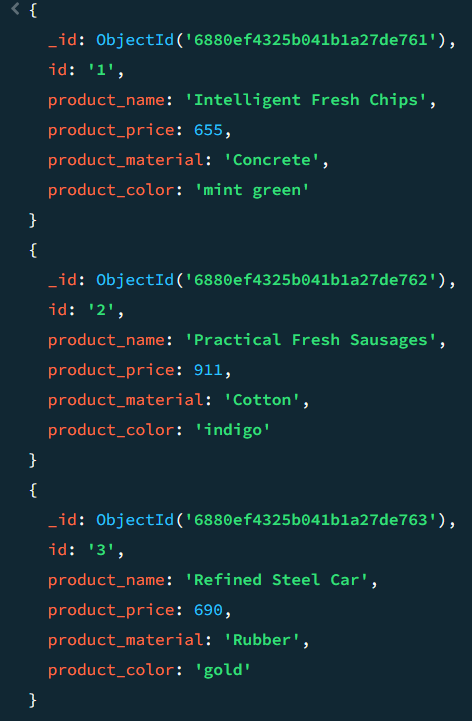 {
_id: ObjectId('6880ef4325b041b1a27de761'),
id: '1',
product_name: 'Intelligent Fresh Chips',
product_price: 655,
product_material: 'Concrete',
product_color: 'mint green'
}
{
_id: ObjectId('6880ef4325b041b1a27de762'),
id: '2',
product_name: 'Practical Fresh Sausages',
product_price: 911,
product_material: 'Cotton',
product_color: 'indigo'
}
{
_id: ObjectId('6880ef4325b041b1a27de763'),
id: '3',
product_name: 'Refined Steel Car',
product_price: 690,
product_material: 'Rubber',
product_color: 'gold'
}